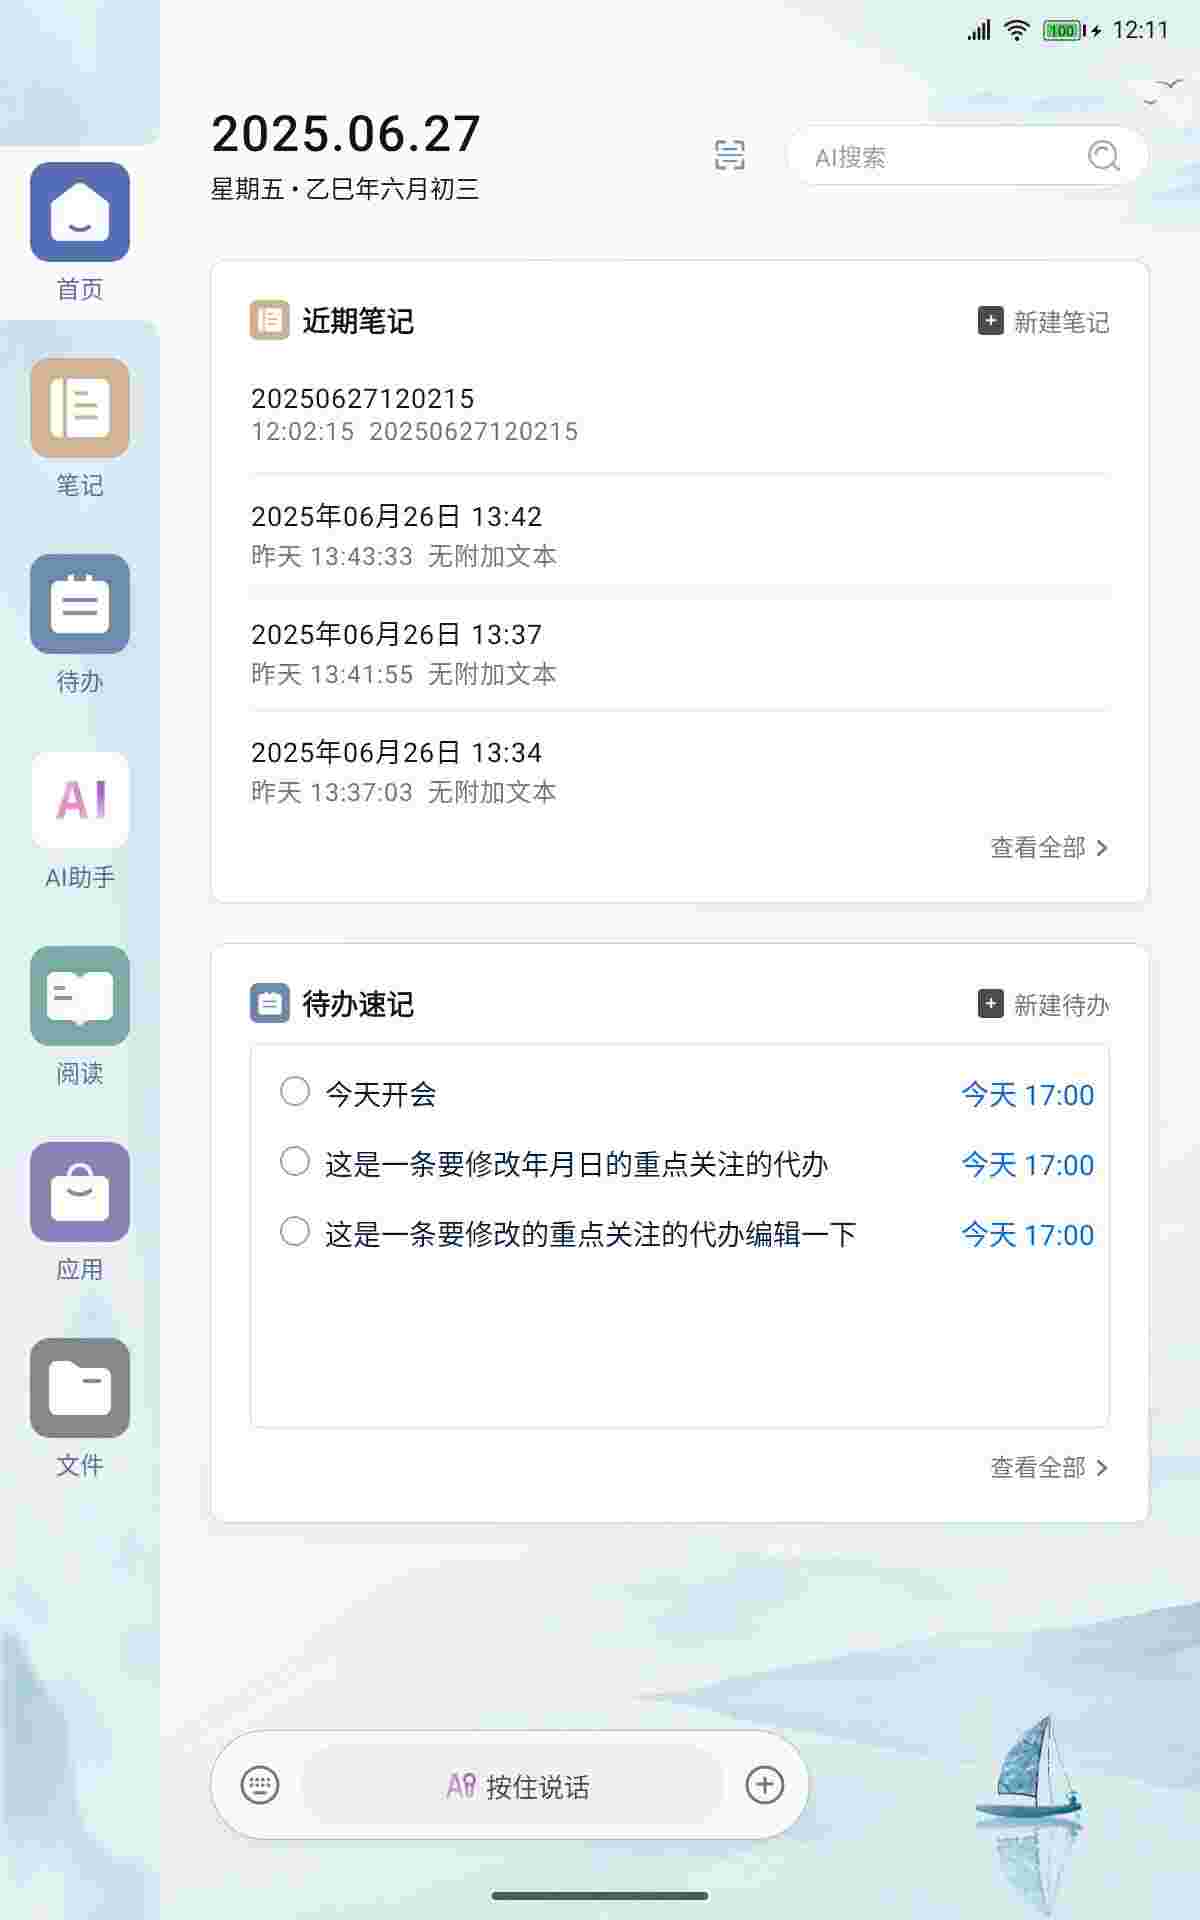 100 12:11
2025.06.27
星期五·乙巳年六月初三
AI搜索
首页
笔记
待办
AI
AI助手
阅读
应用
文件
近期笔记
新建笔记
20250627120215
12:02:15 20250627120215
2025年06月26日 13:42
昨天 13:43:33 无附加文本
2025年06月26日 13:37
昨天 13:41:55 无附加文本
2025年06月26日 13:34
昨天 13:37:03 无附加文本
查看全部
待办速记
新建待办
今天开会 今天 17:00
这是一条要修改年月日的重点关注的代办 今天 17:00
这是一条要修改的重点关注的代办编辑一下 今天 17:00
查看全部
AI 按住说话